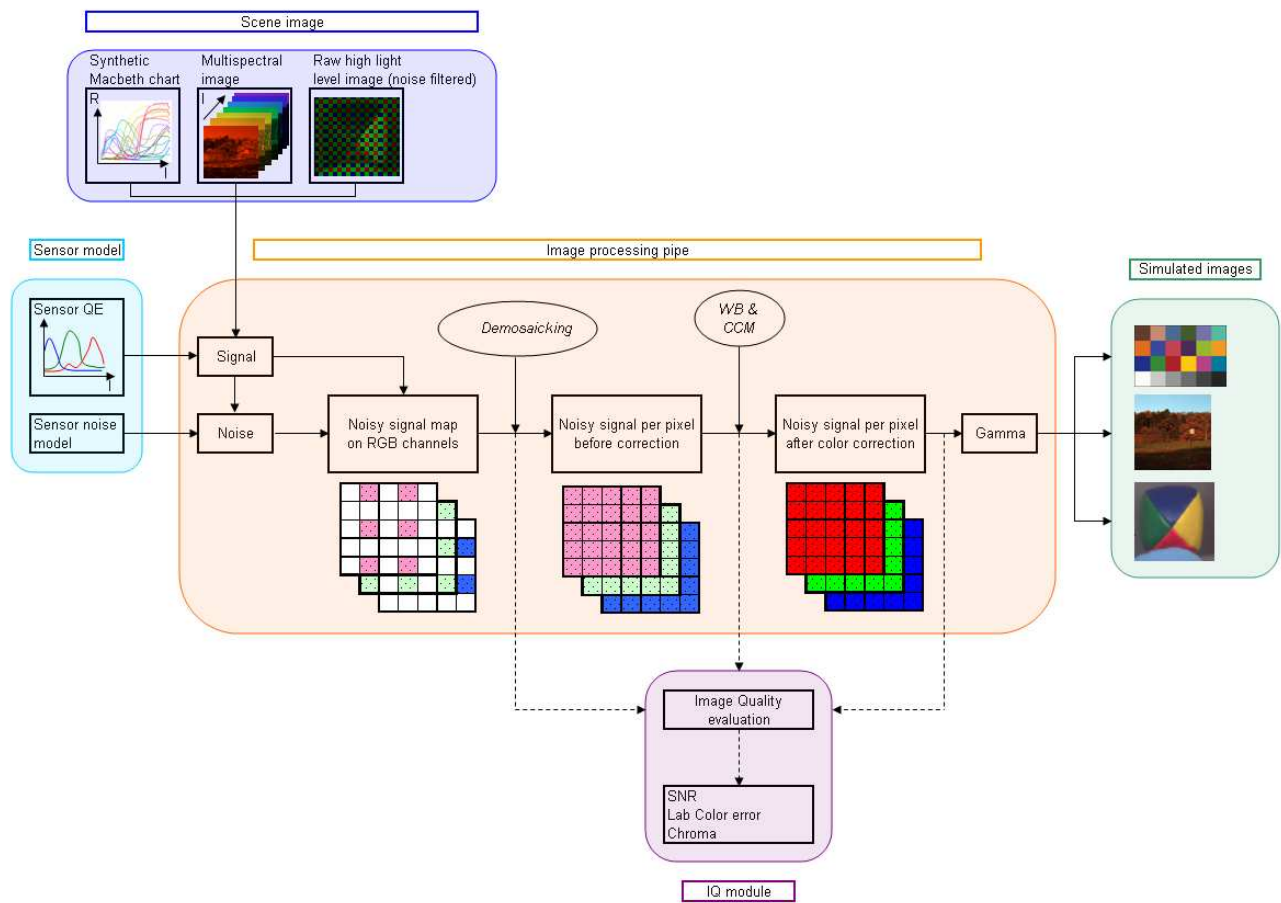 Scene image
Synthetic
Macbeth chart
Multispectral
image
Raw high light
level image (noise filtered)
R
l
l
Sensor model
Image processing pipe
Simulated images
Sensor QE
l
Sensor noise
model
Signal
Noise
Demosaicking
WB &
CCM
Noisy signal map
on RGB channels
Noisy signal per pixel
before correction
Noisy signal per pixel
after color correction
Gamma
Image Quality
evaluation
SNR
Lab Color error
Chroma
IQ module